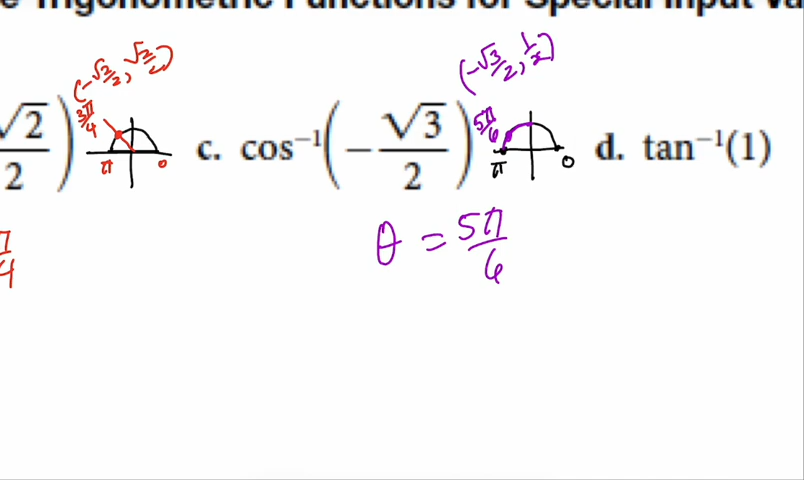 e Trigonometric Functions for Special Input Va
(-√2/2, √2/2)
(-√3/2, 1/2)
3π/4
5π/6
√2/2) c. cos⁻¹(-√3/2) d. tan⁻¹(1)
π 0
π 0
π/4
θ = 5π/6